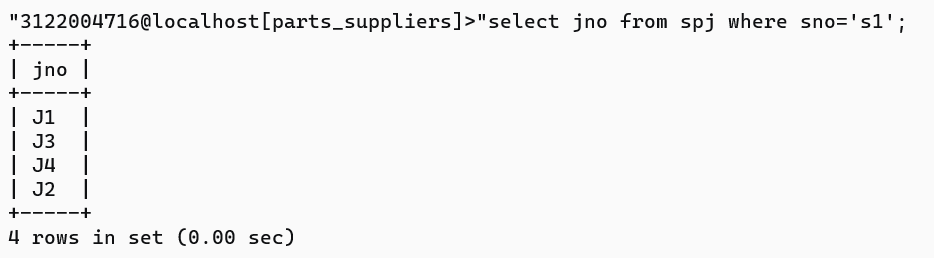 "3122004716@localhost[parts_suppliers]>"select jno from spj where sno='s1';
+-----+
| jno |
+-----+
| J1  |
| J3  |
| J4  |
| J2  |
+-----+
4 rows in set (0.00 sec)